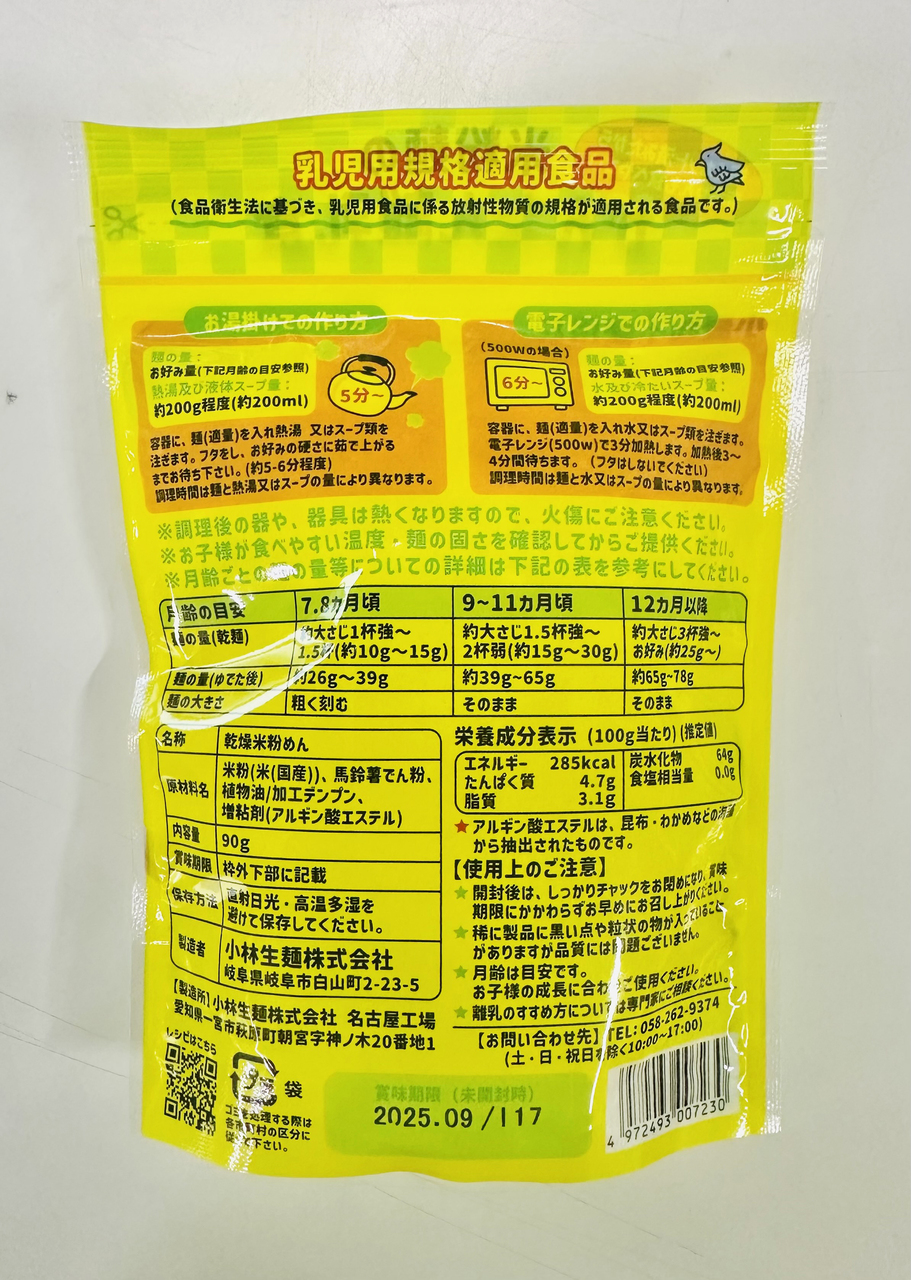 乳児用規格適用食品
(食品衛生法に基づき、乳児用食品に係る放射性物質の規格が適用される食品です。)
お湯掛けでの作り方
麺の量：
お好み量(下記月齢の目安参照)
熱湯及び液体スープ量：
約200g程度(約200ml)
5分~
容器に、麺(適量)を入れ熱湯 又はスープ類を
注ぎます。フタをし、お好みの硬さに茹で上がる
までお待ち下さい。(約5-6分程度)
調理時間は麺と熱湯又はスープの量により異なります。
電子レンジでの作り方
(500Wの場合)
6分~
麺の量：
お好み量(下記月齢の目安参照)
水及び冷たいスープ量：
約200g程度(約200ml)
容器に、麺(適量)を入れ水又はスープ類を注ぎます。
電子レンジ(500w)で3分加熱します。加熱後3～
4分間待ちます。 (フタはしないでください)
調理時間は麺と水又はスープの量により異なります。
※調理後の器や、器具は熱くなりますので、火傷にご注意ください。
※お子様が食べやすい温度・麺の固さを確認してからご提供ください。
※月齢ごとの麺の量等についての詳細は下記の表を参考にしてください。
月齢の目安 7.8カ月頃 9~11カ月頃 12カ月以降
麺の量(乾麺) 約大さじ1杯強～ 約大さじ1.5杯強～ 約大さじ3杯強～
1.5杯(約10g～15g) 2杯弱(約15g～30g) お好み(約25g～)
麺の量(ゆでた後) 約26g～39g 約39g~65g 約65g~78g
麺の大きさ 粗く刻む そのまま そのまま
名称 乾燥米粉めん
原材料名 米粉(米(国産))、馬鈴薯でん粉、
植物油/加工デンプン、
増粘剤(アルギン酸エステル)
内容量 90g
賞味期限 枠外下部に記載
保存方法 直射日光・高温多湿を
避けて保存してください。
製造者 小林生麺株式会社
岐阜県岐阜市白山町2-23-5
【製造所】小林生麺株式会社 名古屋工場
愛知県一宮市萩原町朝宮字神ノ木20番地1
栄養成分表示 (100g当たり)(推定値)
エネルギー 285kcal
たんぱく質 4.7g
脂質 3.1g
炭水化物 64g
食塩相当量 0.0g
★アルギン酸エステルは、昆布・わかめなどの海藻
から抽出されたものです。
【使用上のご注意】
★開封後は、しっかりチャックをお閉めになり、賞味
期限にかかわらずお早めにお召し上がりください。
★稀に製品に黒い点や粒状の物が入っていること
がありますが品質には問題ございません。
★月齢は目安です。
お子様の成長に合わせご使用ください。
★離乳のすすめ方については専門家にご相談ください。
【お問い合わせ先】TEL: 058-262-9374
(土・日・祝日を除く10:00~17:00)
レシピはこちら
袋
ゴミを処理する際は
各市町村の区分に
従って下さい。
賞味期限 (未開封時)
2025.09 /I17
4 972493 007230